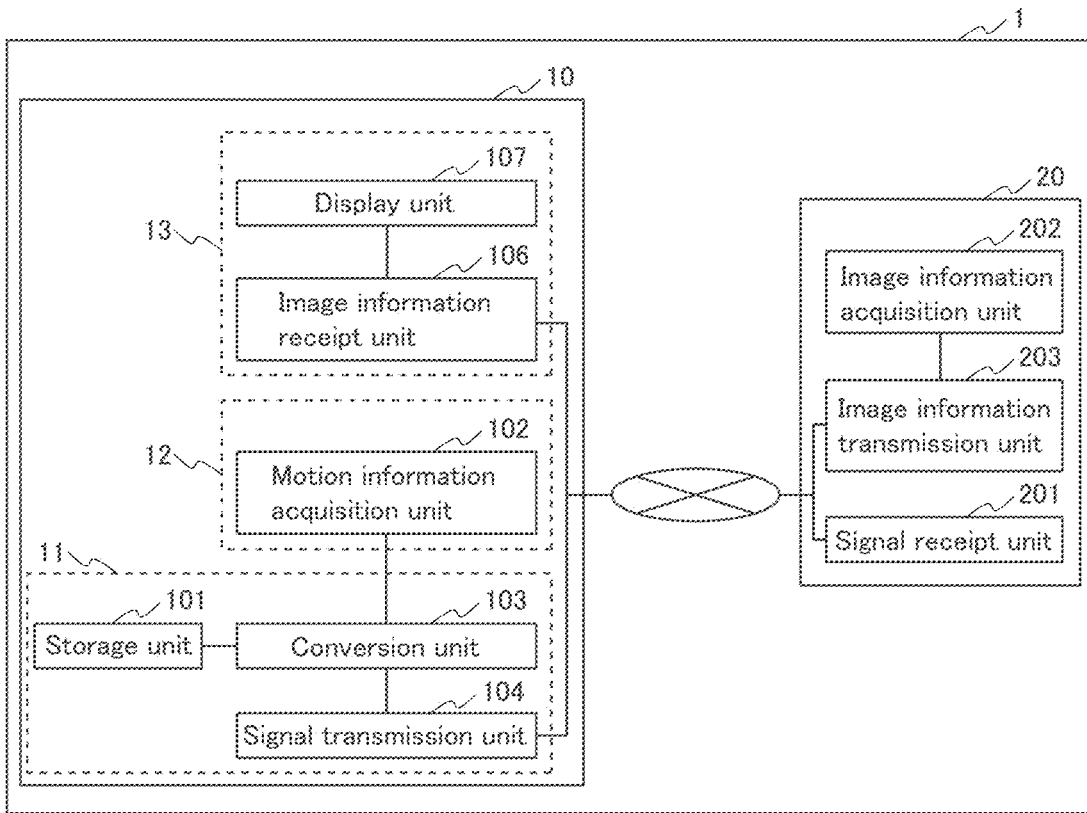 1
10
107
Display unit
13
106
Image information
receipt unit
102
12
Motion information
acquisition unit
11
101
103
Storage unit
Conversion unit
104
Signal transmission unit
20
202
Image information
acquisition unit
203
Image information
transmission unit
201
Signal receipt unit